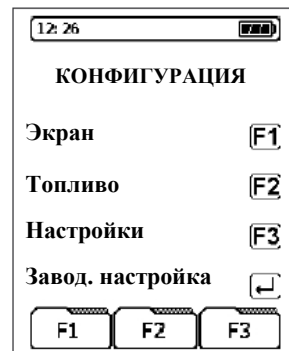 12:26
КОНФИГУРАЦИЯ
Экран F1
Топливо F2
Настройки F3
Завод. настройка
F1 F2 F3